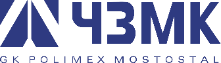 ЧЗМК
GK POLIMEX MOSTOSTAL